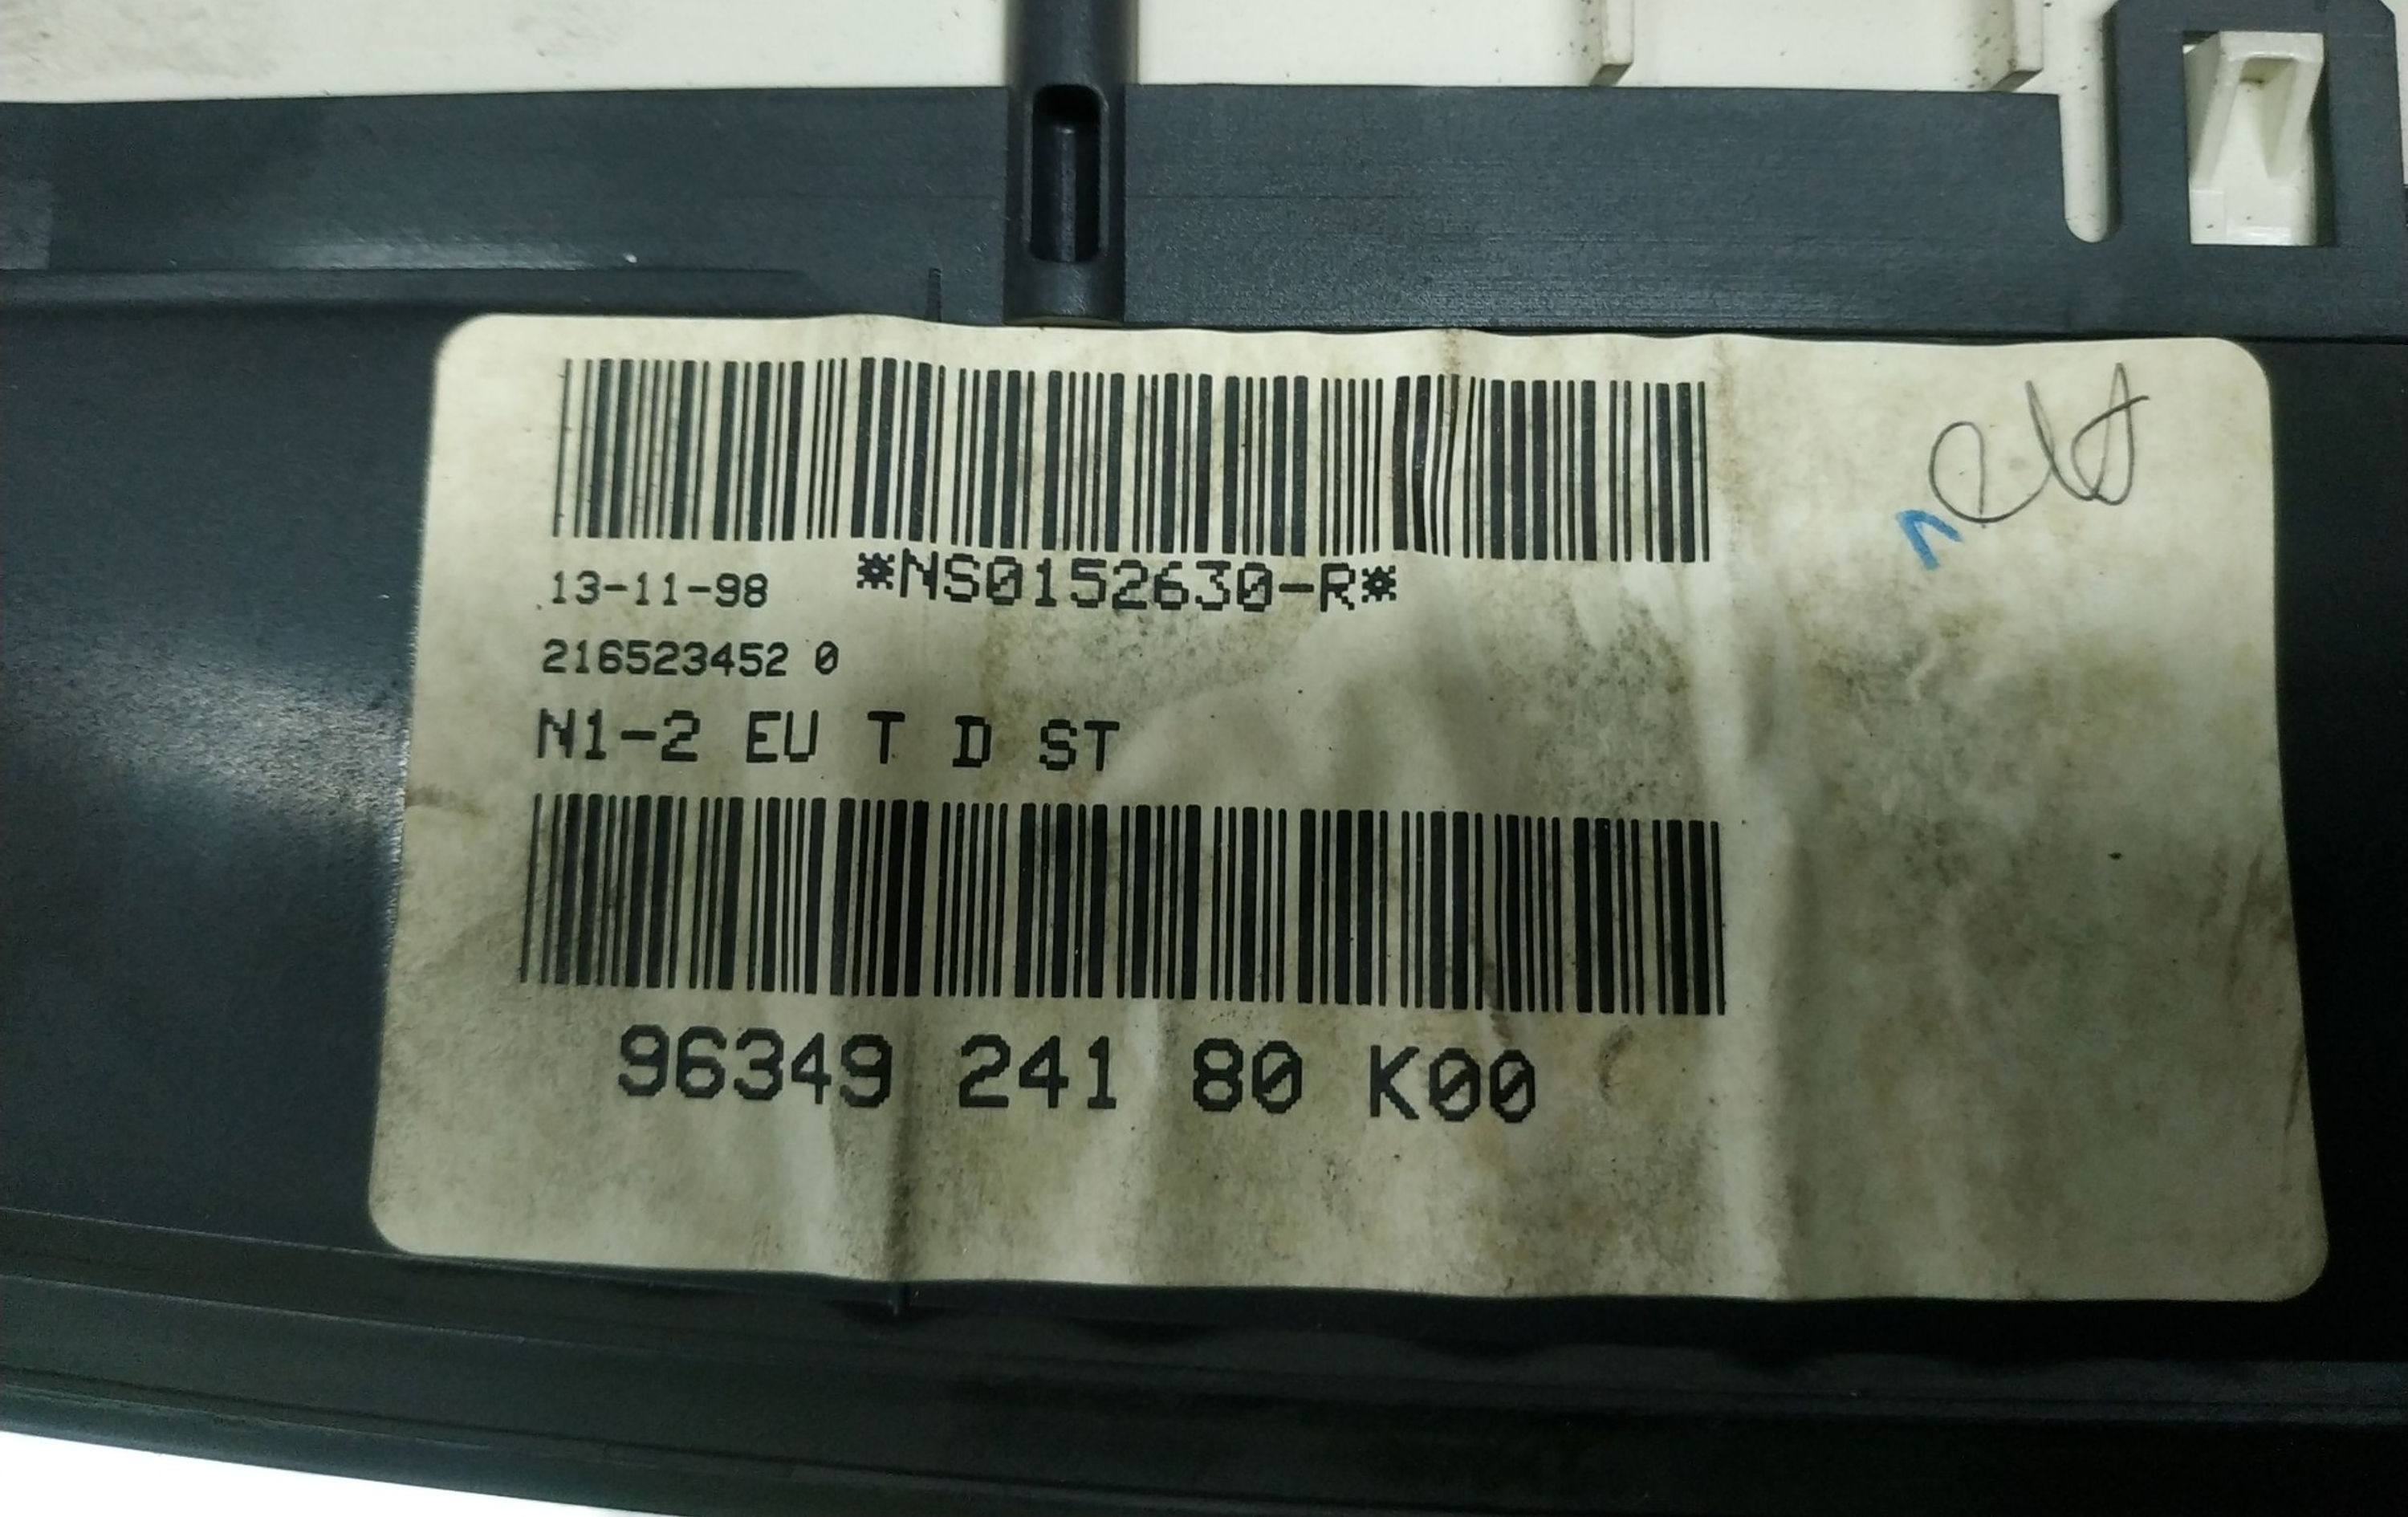 *NS0152630-R*
13-11-98
216523452 0
N1-2 EU T D ST
96349 241 80 K00